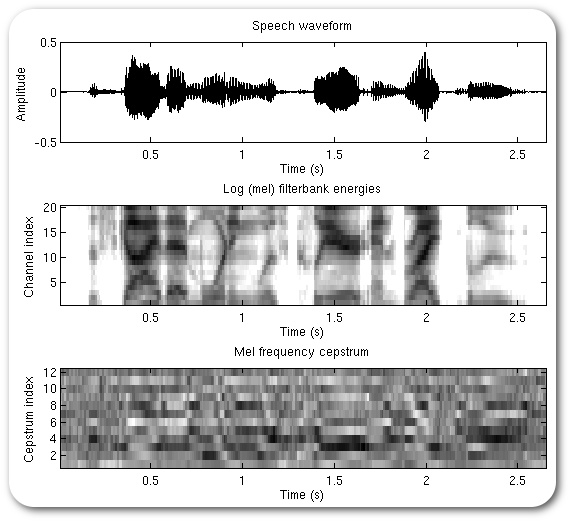 Speech waveform
0.5
0
-0.5
Amplitude
0.5 1 1.5 2 2.5
Time (s)
Log (mel) filterbank energies
20
15
10
5
Channel index
0.5 1 1.5 2 2.5
Time (s)
Mel frequency cepstrum
12
10
8
6
4
2
Cepstrum index
0.5 1 1.5 2 2.5
Time (s)